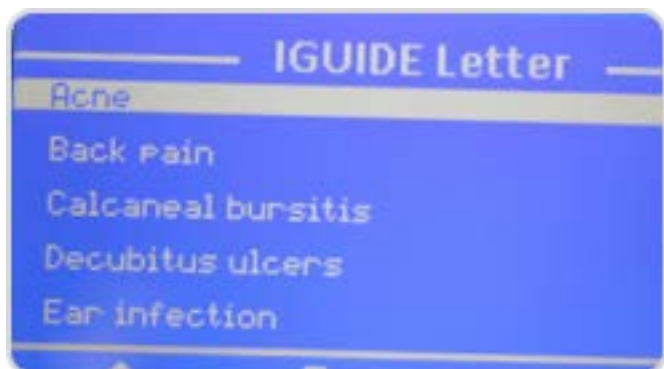 IGUIDE Letter
Acne
Back pain
Calcaneal bursitis
Decubitus ulcers
Ear infection